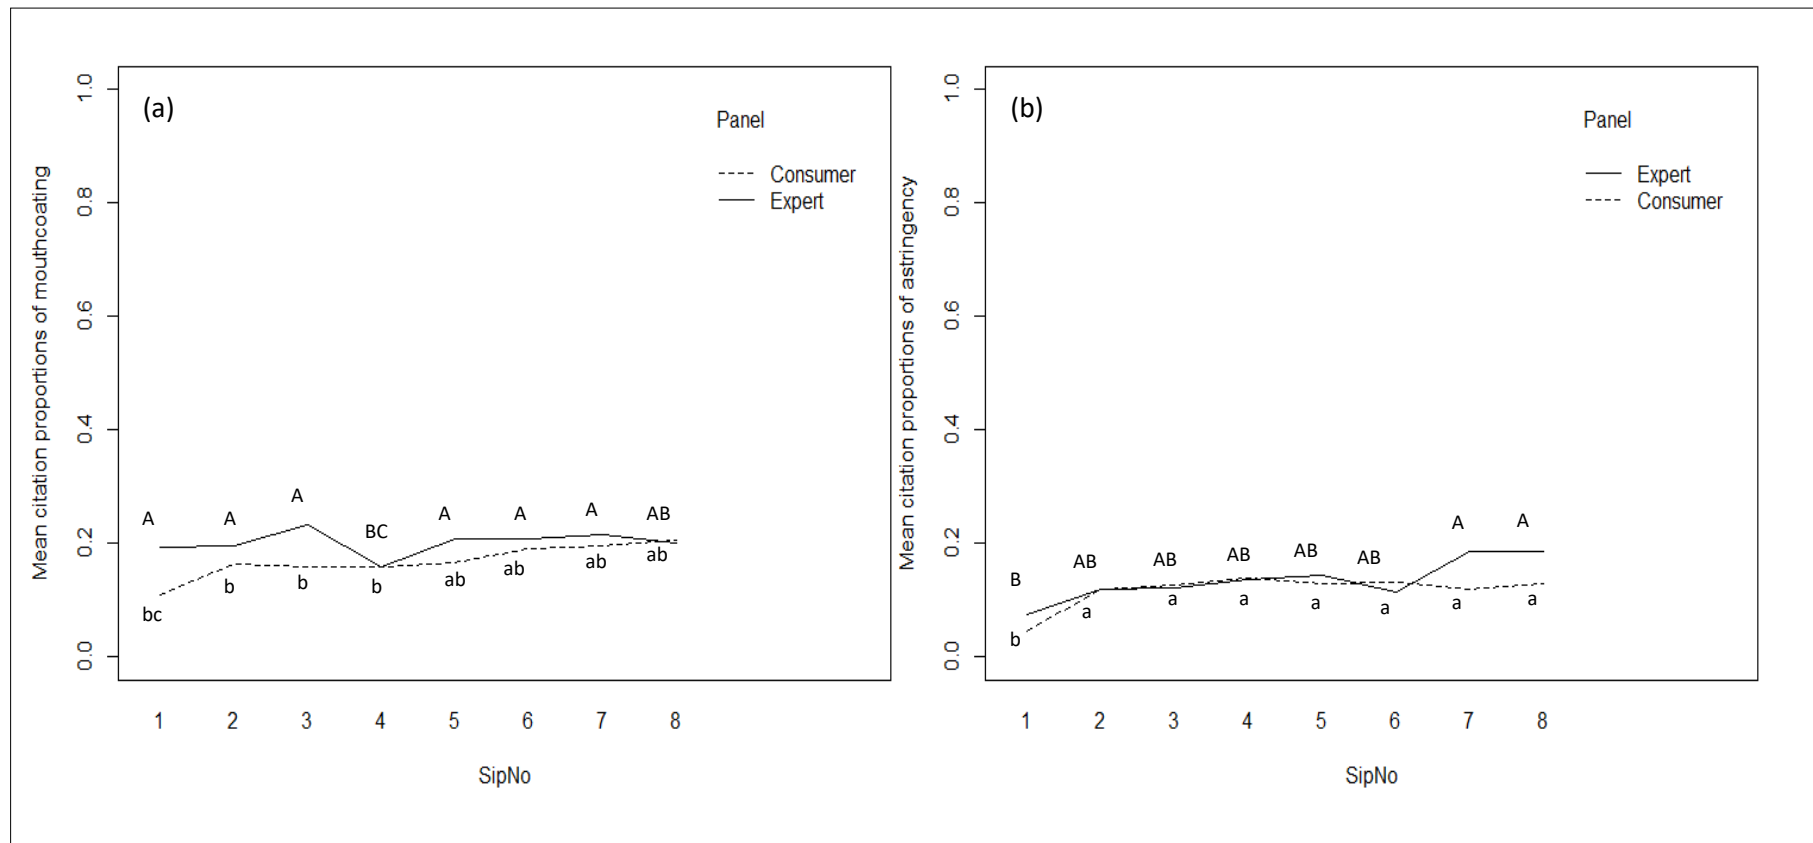 (a)
Panel
Consumer
Expert
Mean citation proportions of mouthcoating
1.0
0.8
0.6
0.4
0.2
0.0
A A A BC A A A AB
bc b b b ab ab ab ab
1 2 3 4 5 6 7 8
SipNo
(b)
Panel
Expert
Consumer
Mean citation proportions of astringency
1.0
0.8
0.6
0.4
0.2
0.0
B AB AB AB AB AB A A
b a a a a a a a
1 2 3 4 5 6 7 8
SipNo